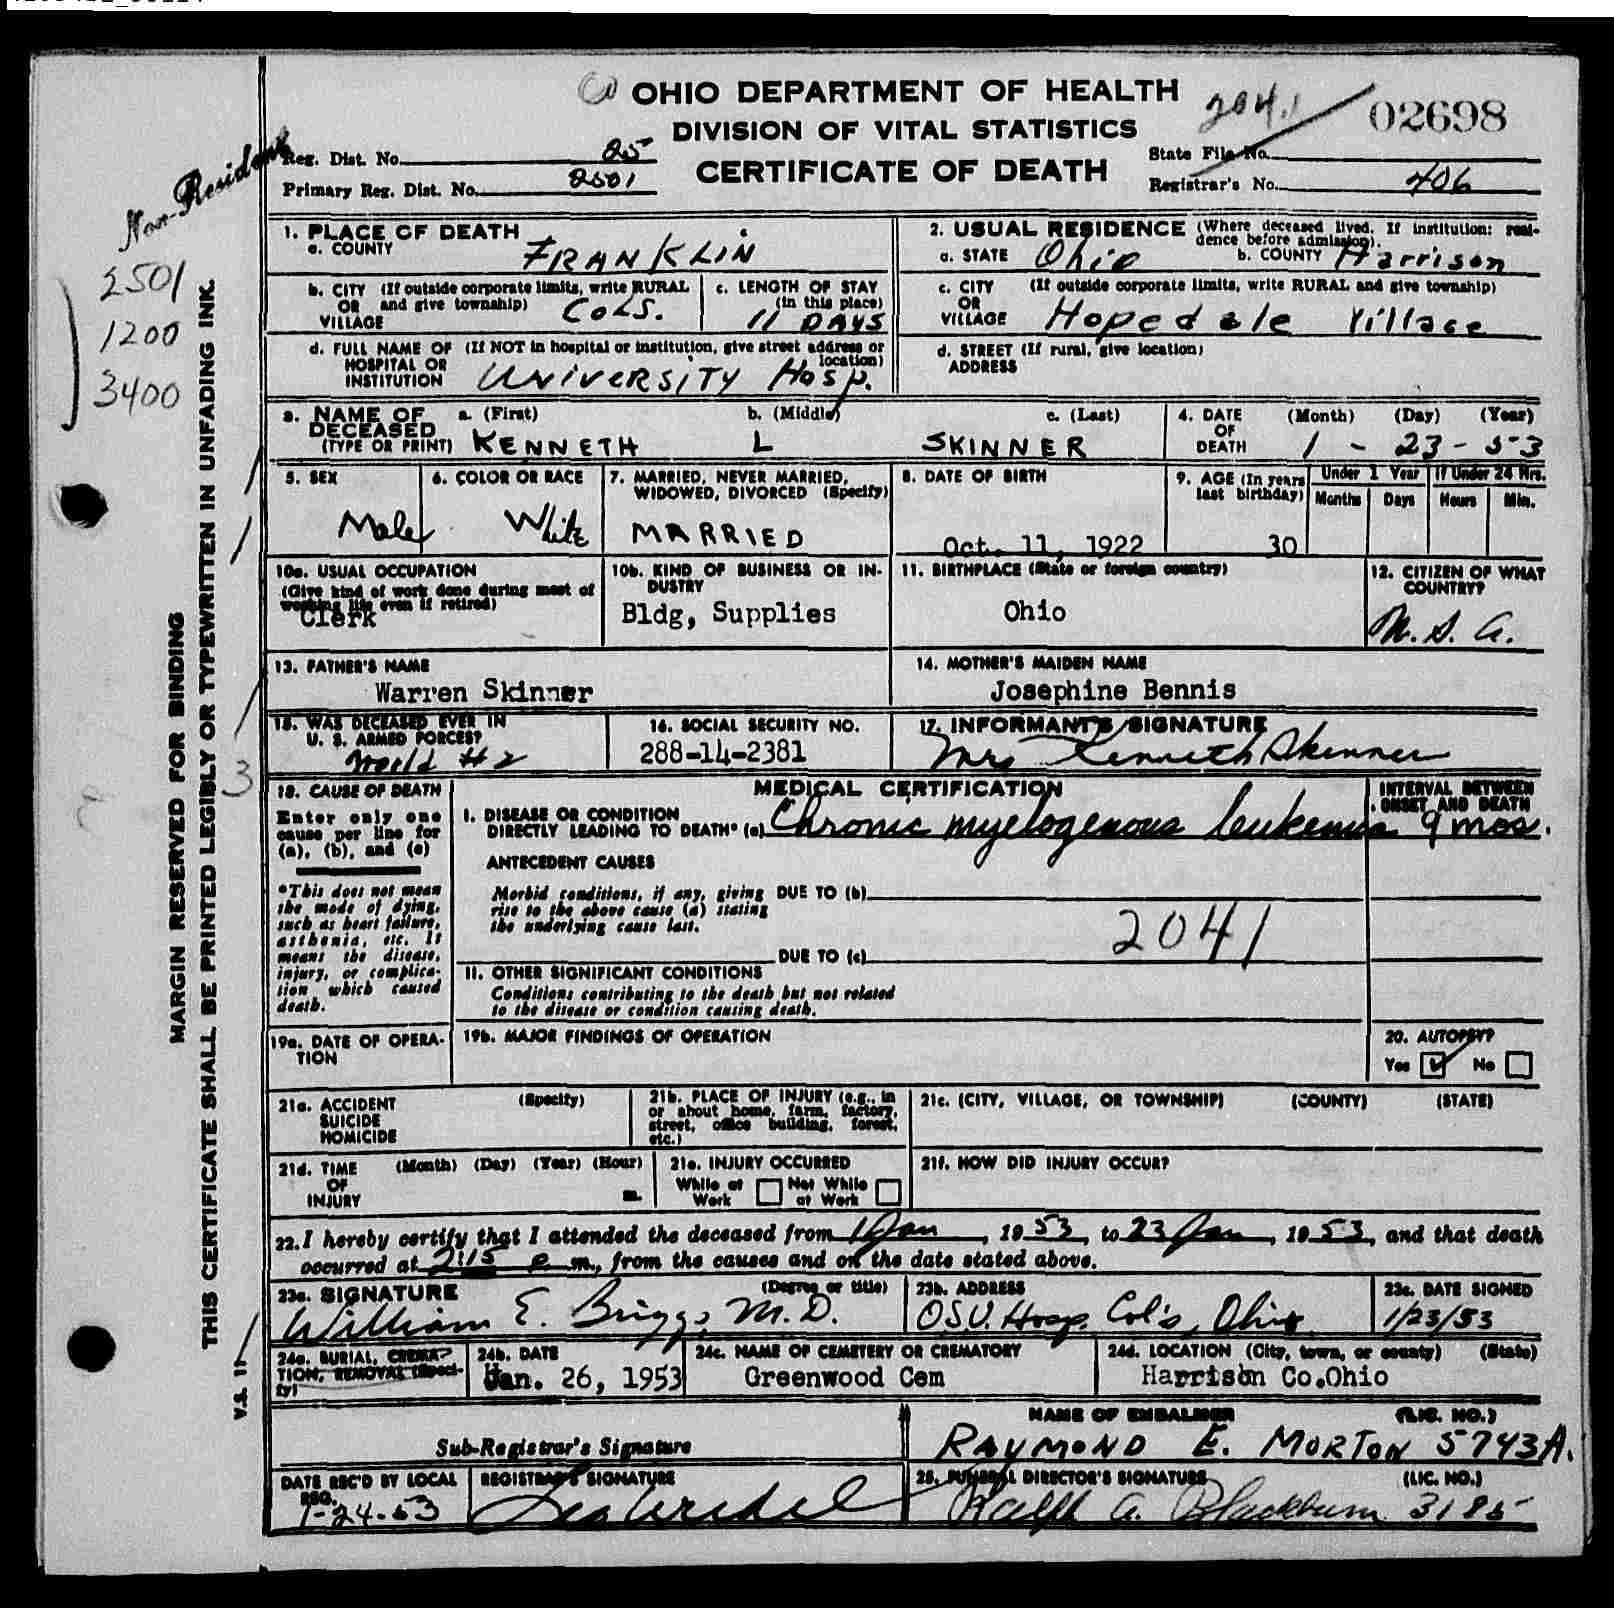 OHIO DEPARTMENT OF HEALTH
DIVISION OF VITAL STATISTICS
CERTIFICATE OF DEATH
204.1
02698
Reg. Dist. No. 25
Primary Reg. Dist. No. 2501
State File No.
Registrar's No. 406
Non-Resident
2501
1200
3400
MARGIN RESERVED FOR BINDING
THIS CERTIFICATE SHALL BE PRINTED LEGIBLY OR TYPEWRITTEN IN UNFADING INK.
V.S. 11
3
1. PLACE OF DEATH
a. COUNTY FRANKLIN
2. USUAL RESIDENCE (Where deceased lived. If institution: resi-
dence before admission).
a. STATE Ohio b. COUNTY Harrison
b. CITY (If outside corporate limits, write RURAL
OR and give township)
VILLAGE COLS.
c. LENGTH OF STAY
(in this place)
11 DAYS
c. CITY (If outside corporate limits, write RURAL and give township)
OR
VILLAGE Hopedale Village
d. FULL NAME OF (If NOT in hospital or institution, give street address or
HOSPITAL OR location)
INSTITUTION UNIVERSITY Hosp.
d. STREET (If rural, give location)
ADDRESS
3. NAME OF a. (First) b. (Middle) c. (Last)
DECEASED
(TYPE OR PRINT) KENNETH L SKINNER
4. DATE (Month) (Day) (Year)
OF
DEATH 1 - 23 - 53
5. SEX
Male
6. COLOR OR RACE
White
7. MARRIED, NEVER MARRIED,
WIDOWED, DIVORCED (Specify)
MARRIED
8. DATE OF BIRTH
Oct. 11, 1922
9. AGE (In years
last birthday)
30
Under 1 Year
Months Days
If Under 24 Hrs.
Hours Min.
10a. USUAL OCCUPATION
(Give kind of work done during most of
working life even if retired)
Clerk
10b. KIND OF BUSINESS OR IN-
DUSTRY
Bldg, Supplies
11. BIRTHPLACE (State or foreign country)
Ohio
12. CITIZEN OF WHAT
COUNTRY?
U. S. A.
13. FATHER'S NAME
Warren Skinner
14. MOTHER'S MAIDEN NAME
Josephine Bennis
15. WAS DECEASED EVER IN
U. S. ARMED FORCES?
World #2
16. SOCIAL SECURITY NO.
288-14-2381
17. INFORMANT'S SIGNATURE
Mrs Kenneth Skinner
18. CAUSE OF DEATH
Enter only one
cause per line for
(a), (b), and (c)
*This does not mean
the mode of dying,
such as heart failure,
asthenia, etc. It
means the disease,
injury, or complica-
tion which caused
death.
MEDICAL CERTIFICATION
INTERVAL BETWEEN
ONSET AND DEATH
I. DISEASE OR CONDITION
DIRECTLY LEADING TO DEATH* (a) Chronic myelogenous leukemia 9 mos.
ANTECEDENT CAUSES
Morbid conditions, if any, giving DUE TO (b)
rise to the above cause (a) stating
the underlying cause last.
2041
DUE TO (c)
II. OTHER SIGNIFICANT CONDITIONS
Conditions contributing to the death but not related
to the disease or condition causing death.
19a. DATE OF OPERA-
TION
19b. MAJOR FINDINGS OF OPERATION
20. AUTOPSY?
Yes ✓ No
21a. ACCIDENT (Specify)
SUICIDE
HOMICIDE
21b. PLACE OF INJURY (e.g., in
or about home, farm, factory,
street, office building, forest,
etc.)
21c. (CITY, VILLAGE, OR TOWNSHIP) (COUNTY) (STATE)
21d. TIME (Month) (Day) (Year) (Hour)
OF
INJURY m.
21e. INJURY OCCURRED
While at Not While
Work at Work
21f. HOW DID INJURY OCCUR?
22. I hereby certify that I attended the deceased from 1 Jan, 1953, to 23 Jan, 1953, and that death
occurred at 2:15 P m., from the causes and on the date stated above.
23a. SIGNATURE (Degree or title)
William E. Briggs, M.D.
23b. ADDRESS
O.S.U. Hosp. Col's, Ohio
23c. DATE SIGNED
1/23/53
24a. BURIAL, CREMA-
TION, REMOVAL (Speci-
fy)
24b. DATE
Jan. 26, 1953
24c. NAME OF CEMETERY OR CREMATORY
Greenwood Cem
24d. LOCATION (City, town, or county) (State)
Harrison Co.Ohio
Sub-Registrar's Signature
NAME OF EMBALMER (LIC. NO.)
RAYMOND E. MORTON 5743A.
DATE REC'D BY LOCAL
REG.
1-24-53
REGISTRAR'S SIGNATURE
25. FUNERAL DIRECTOR'S SIGNATURE (LIC. NO.)
Ralph A. Blackburn 3185